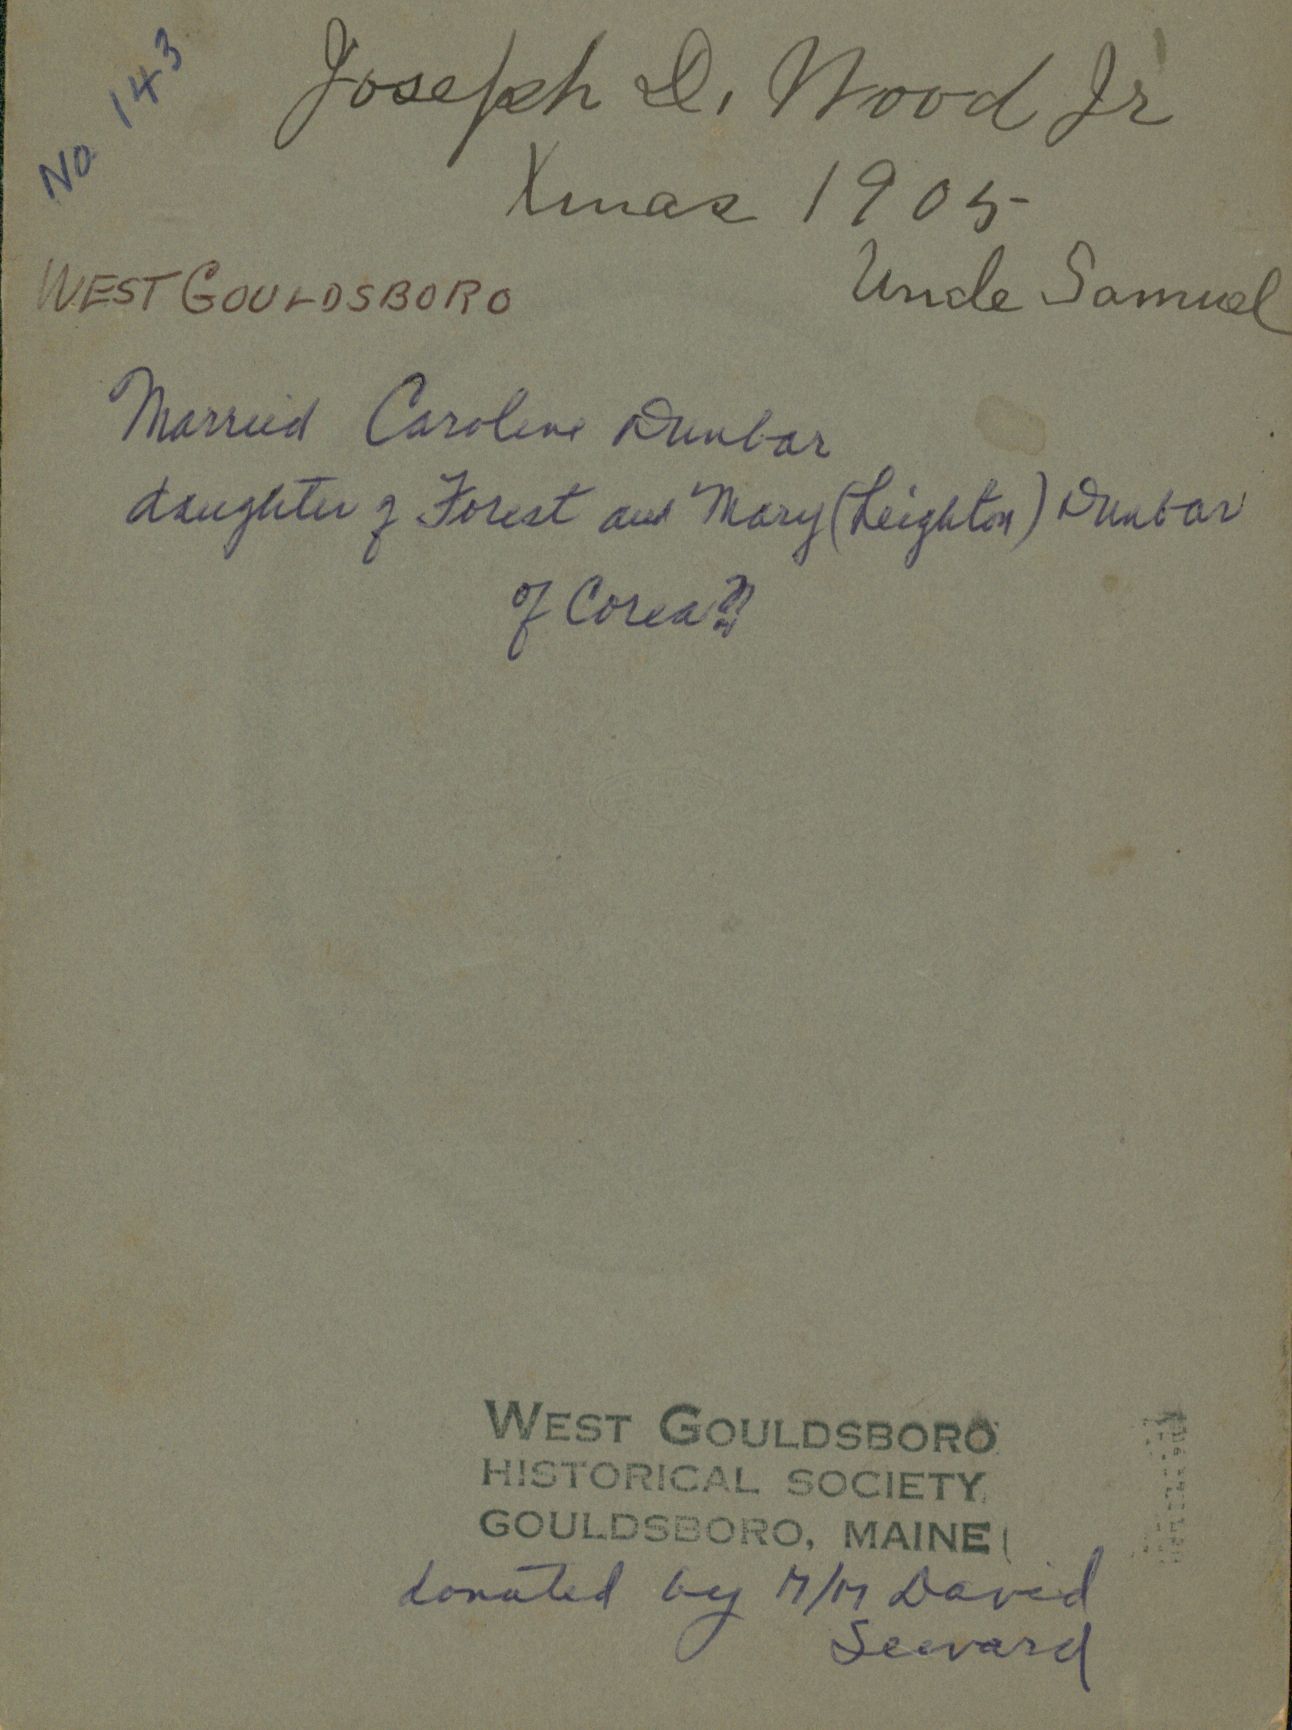 No 143
Joseph D. Wood Jr
Xmas 1905
Uncle Samuel
WEST GOULDSBORO
Married Caroline Dunbar
daughter of Forest and Mary (Leighton) Dunbar
of Corea??
WEST GOULDSBORO
HISTORICAL SOCIETY
GOULDSBORO, MAINE
donated by M/M David
Seward